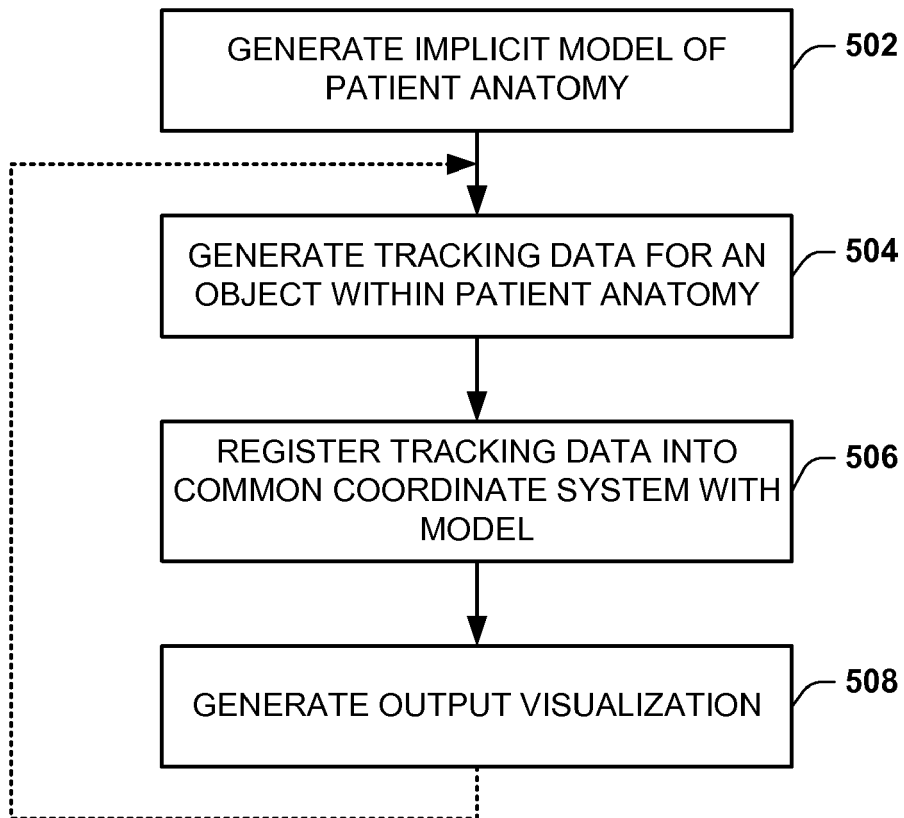 GENERATE IMPLICIT MODEL OF
PATIENT ANATOMY
502
GENERATE TRACKING DATA FOR AN
OBJECT WITHIN PATIENT ANATOMY
504
REGISTER TRACKING DATA INTO
COMMON COORDINATE SYSTEM WITH
MODEL
506
GENERATE OUTPUT VISUALIZATION
508